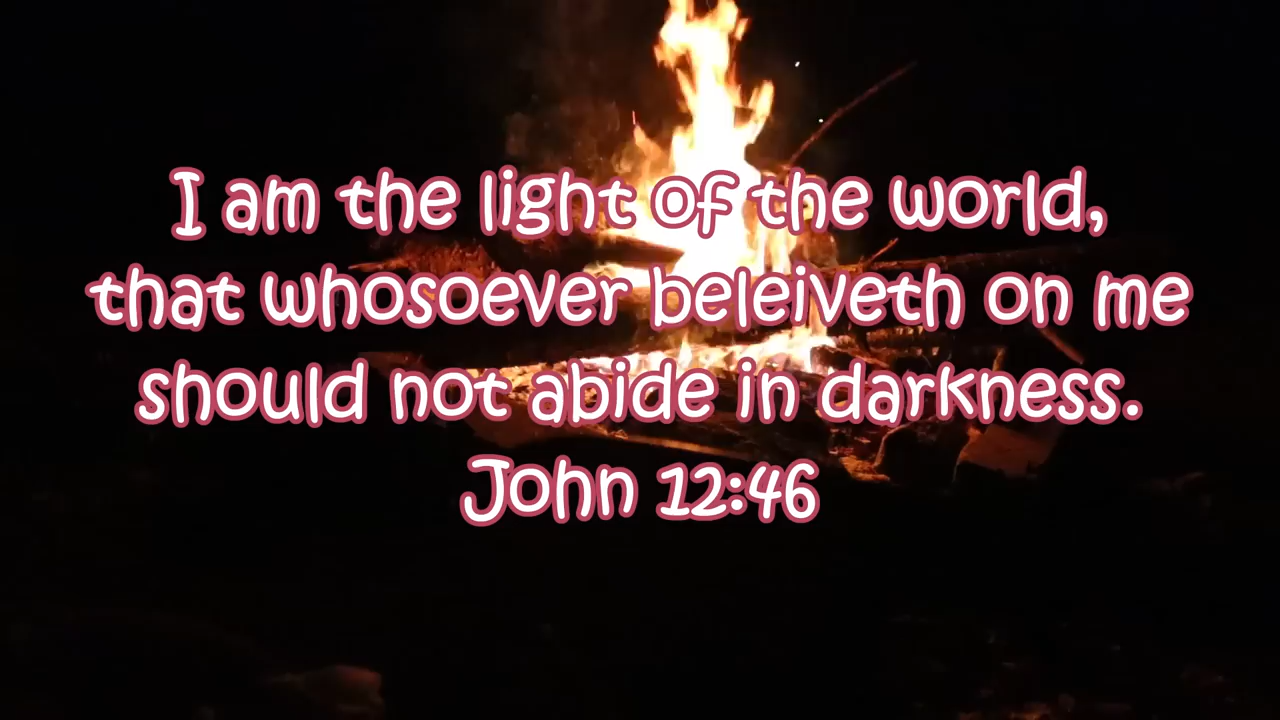 I am the light of the world,
that whosoever beleiveth on me
should not abide in darkness.
John 12:46